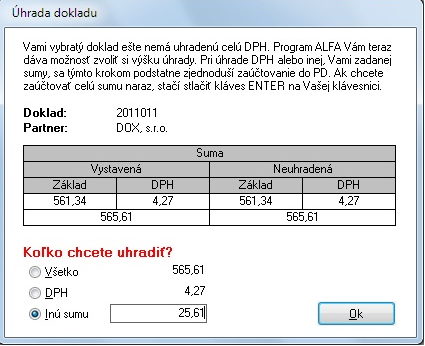 Úhrada dokladu
Vami vybratý doklad ešte nemá uhradenú celú DPH. Program ALFA Vám teraz
dáva možnosť zvoliť si výšku úhrady. Pri úhrade DPH alebo inej, Vami zadanej
sumy, sa týmto krokom podstatne zjednoduší zaúčtovanie do PD. Ak chcete
zaúčtovať celú sumu naraz, stačí stlačiť kláves ENTER na Vašej klávesnici.
Doklad: 2011011
Partner: DOX, s.r.o.
Suma
Vystavená Neuhradená
Základ DPH Základ DPH
561,34 4,27 561,34 4,27
565,61 565,61
Koľko chcete uhradiť?
Všetko 565,61
DPH 4,27
Inú sumu 25,61 Ok